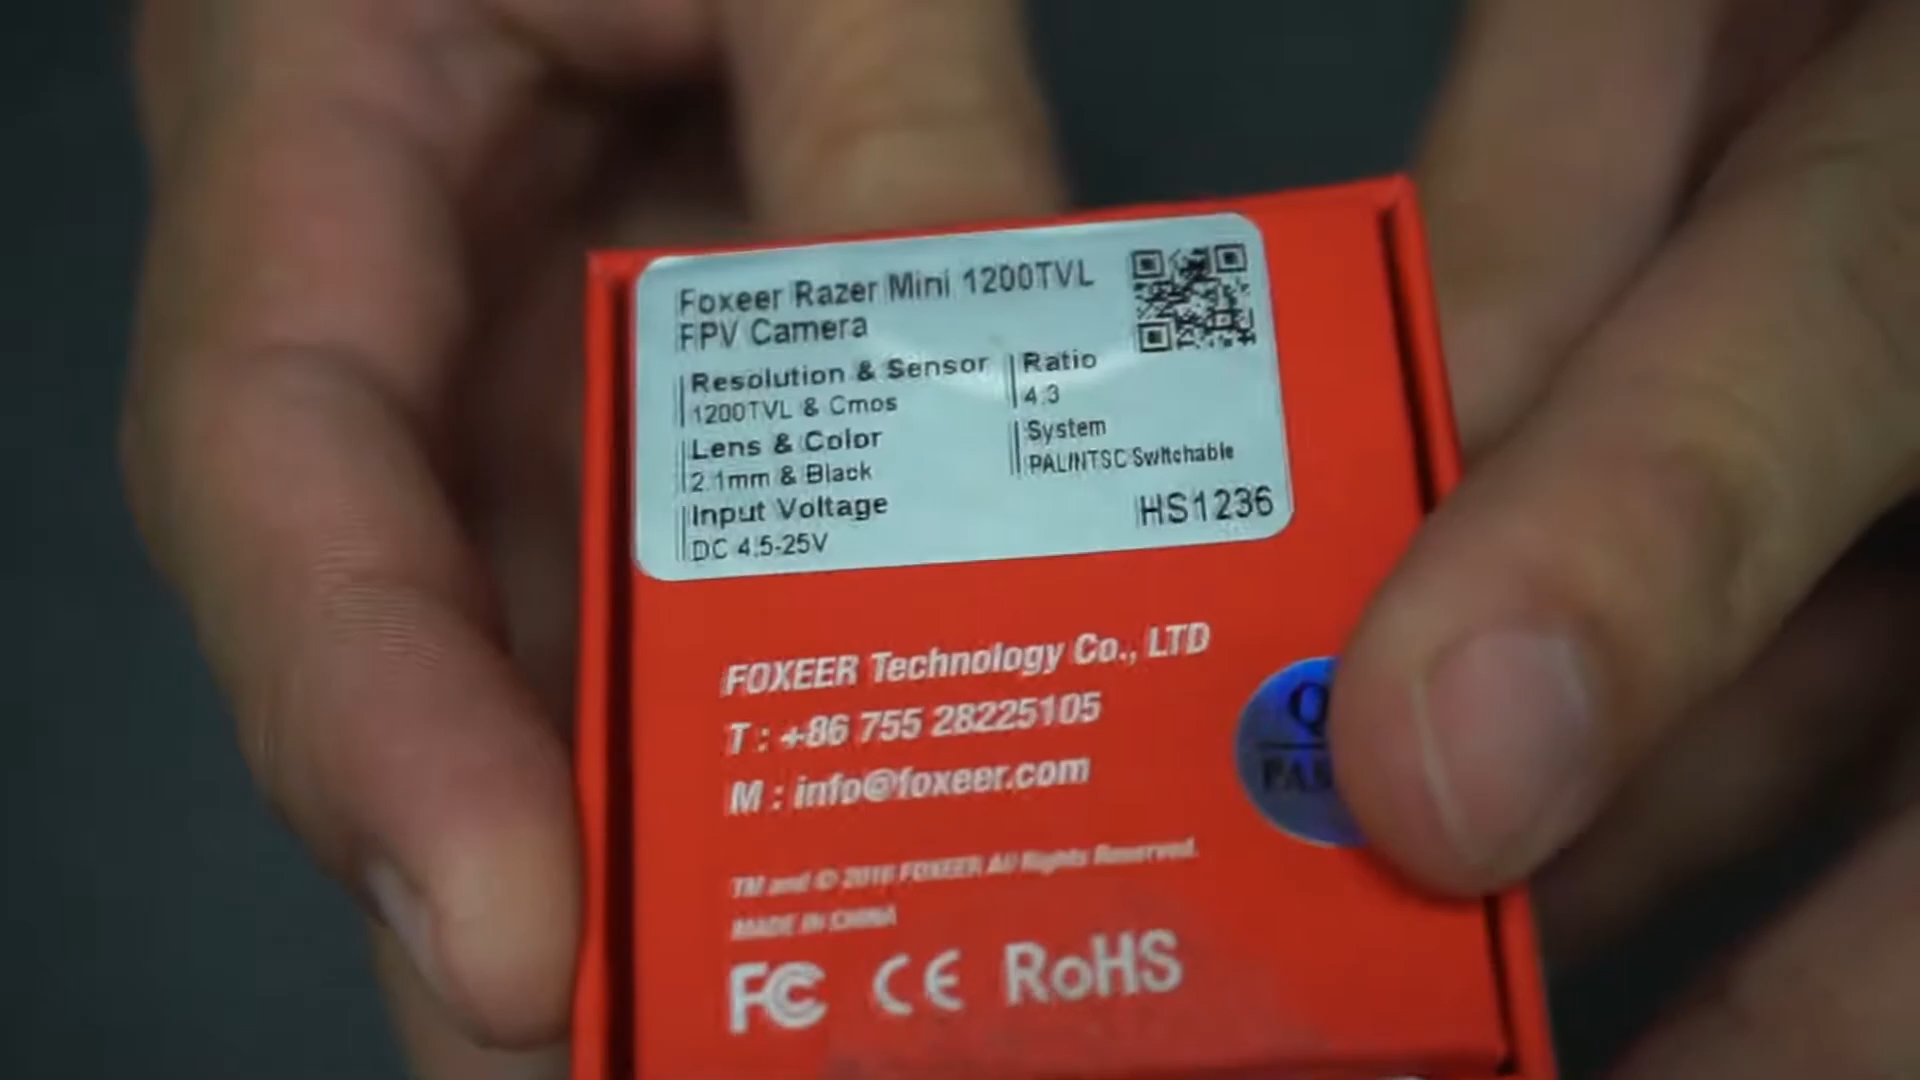 Foxeer Razer Mini 1200TVL
FPV Camera
Resolution & Sensor
1200TVL & Cmos
Lens & Color
2.1mm & Black
Input Voltage
DC 4.5-25V
Ratio
4:3
System
PAL/NTSC Switchable
HS1236
FOXEER Technology Co., LTD
T : +86 755 28225105
M : info@foxeer.com
TM and © FOXEER All Rights Reserved.
MADE IN CHINA
FC CE RoHS
Q